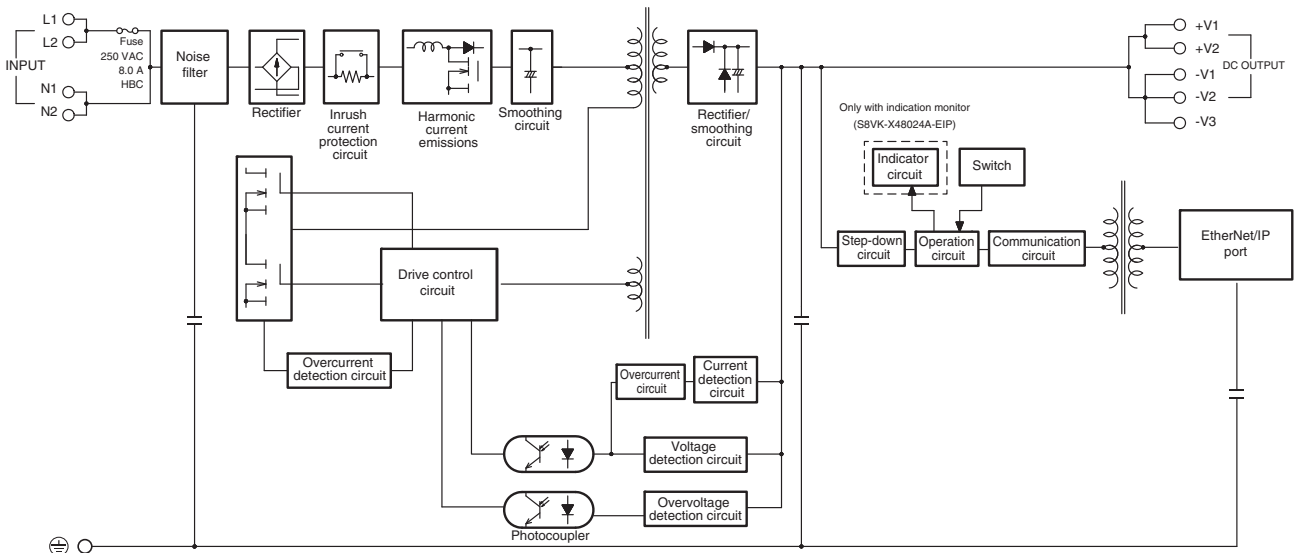 L1
L2
INPUT
N1
N2
Fuse
250 VAC
8.0 A
HBC
Noise
filter
Rectifier
Inrush
current
protection
circuit
Harmonic
current
emissions
Smoothing
circuit
Rectifier/
smoothing
circuit
+V1
+V2
DC OUTPUT
-V1
-V2
-V3
Only with indication monitor
(S8VK-X48024A-EIP)
Indicator
circuit
Switch
Step-down
circuit
Operation
circuit
Communication
circuit
EtherNet/IP
port
Drive control
circuit
Overcurrent
detection circuit
Overcurrent
circuit
Current
detection
circuit
Voltage
detection circuit
Overvoltage
detection circuit
Photocoupler